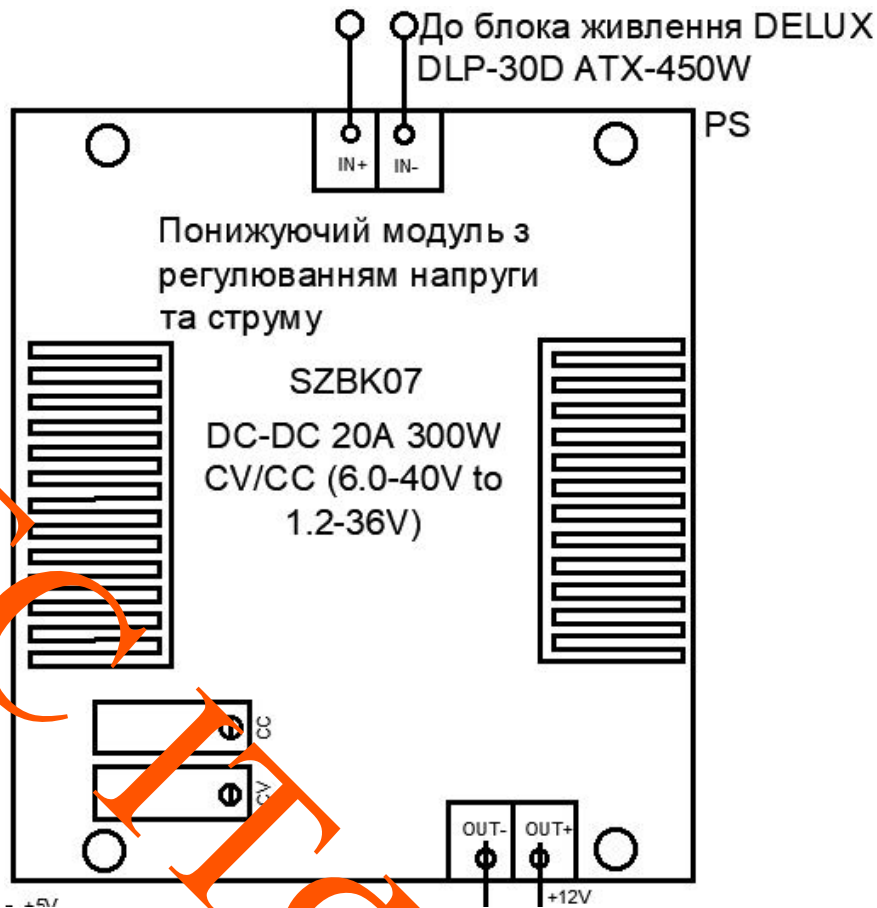 До блока живлення DELUX
DLP-30D ATX-450W
PS
IN+ IN-
Понижуючий модуль з
регулюванням напруги
та струму
SZBK07
DC-DC 20A 300W
CV/CC (6.0-40V to
1.2-36V)
CC
CV
OUT- OUT+
+5V
+12V